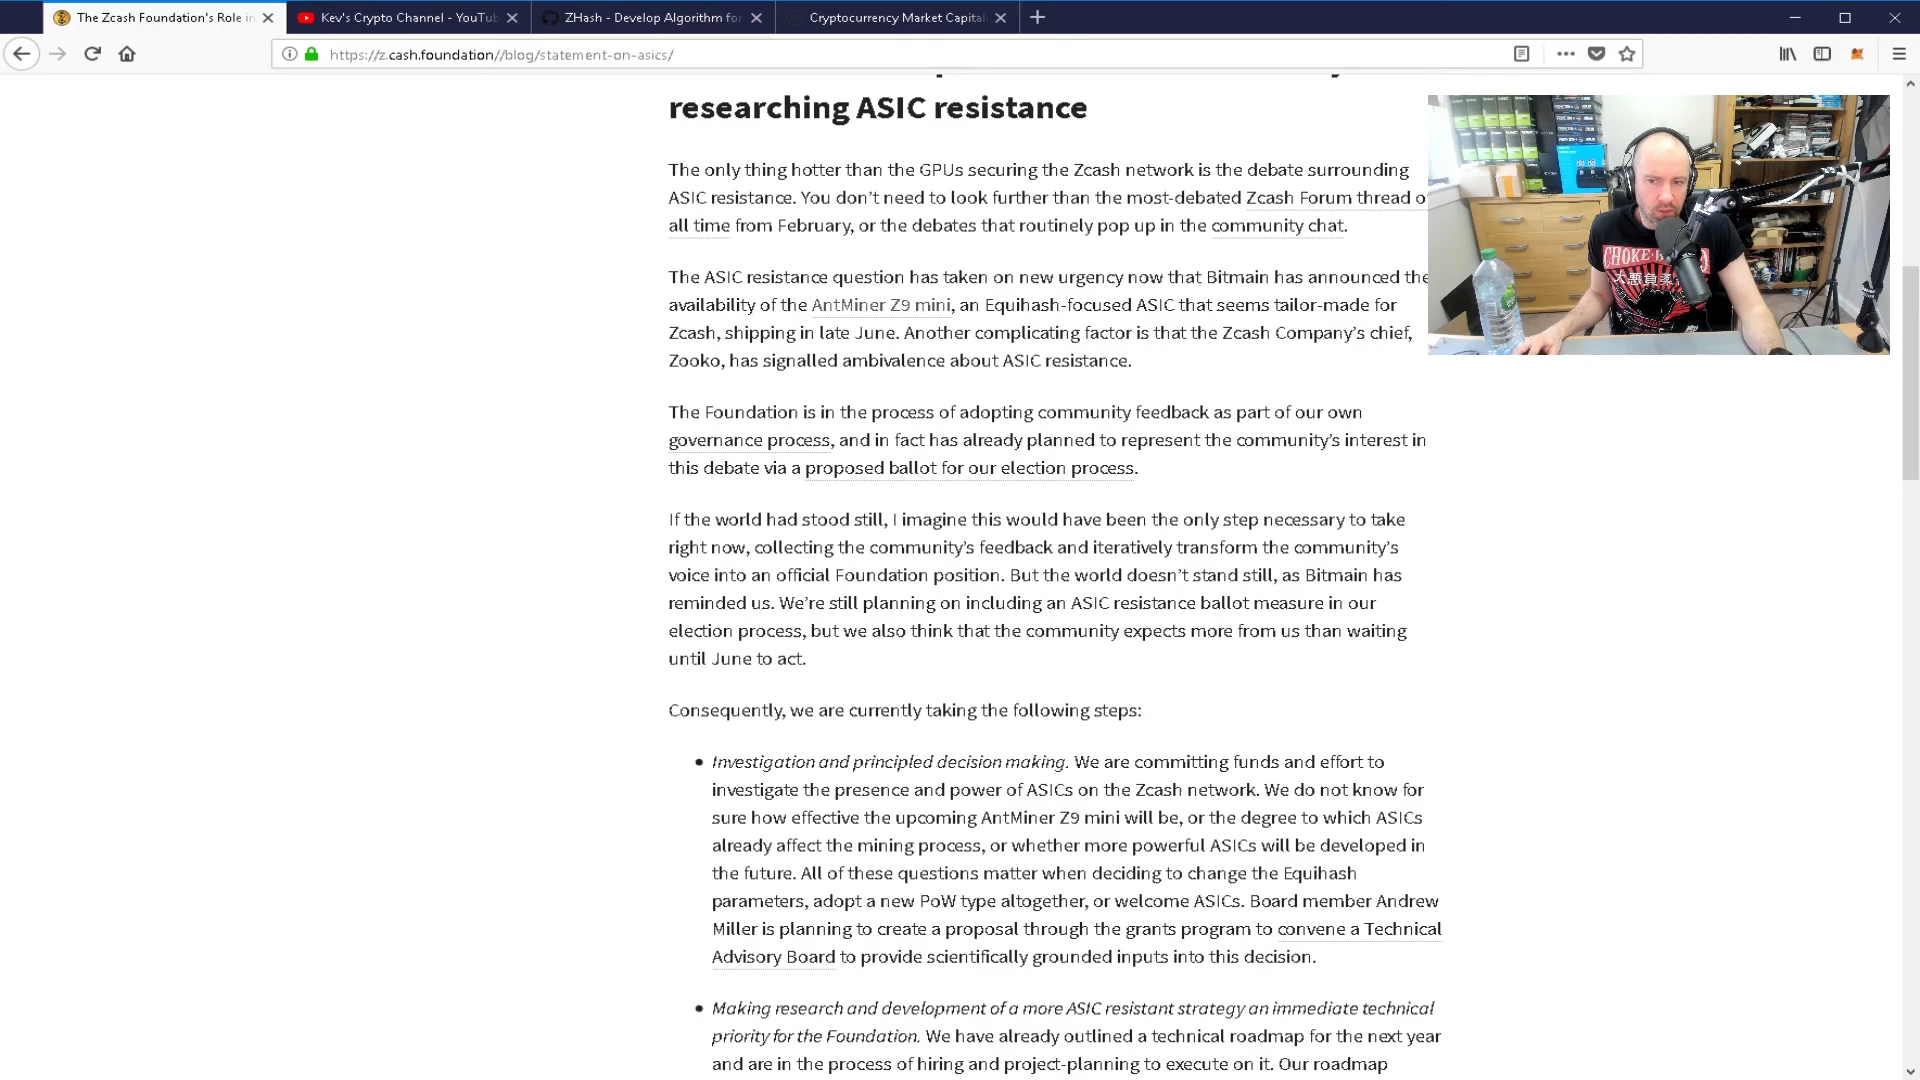 The Zcash Foundation's Role in
Kev's Crypto Channel - YouTub
ZHash - Develop Algorithm for
Cryptocurrency Market Capital
https://z.cash.foundation//blog/statement-on-asics/
researching ASIC resistance
The only thing hotter than the GPUs securing the Zcash network is the debate surrounding
ASIC resistance. You don't need to look further than the most-debated Zcash Forum thread o
all time from February, or the debates that routinely pop up in the community chat.
The ASIC resistance question has taken on new urgency now that Bitmain has announced the
availability of the AntMiner Z9 mini, an Equihash-focused ASIC that seems tailor-made for
Zcash, shipping in late June. Another complicating factor is that the Zcash Company's chief,
Zooko, has signalled ambivalence about ASIC resistance.
The Foundation is in the process of adopting community feedback as part of our own
governance process, and in fact has already planned to represent the community's interest in
this debate via a proposed ballot for our election process.
If the world had stood still, I imagine this would have been the only step necessary to take
right now, collecting the community's feedback and iteratively transform the community's
voice into an official Foundation position. But the world doesn't stand still, as Bitmain has
reminded us. We're still planning on including an ASIC resistance ballot measure in our
election process, but we also think that the community expects more from us than waiting
until June to act.
Consequently, we are currently taking the following steps:
• Investigation and principled decision making. We are committing funds and effort to
investigate the presence and power of ASICs on the Zcash network. We do not know for
sure how effective the upcoming AntMiner Z9 mini will be, or the degree to which ASICs
already affect the mining process, or whether more powerful ASICs will be developed in
the future. All of these questions matter when deciding to change the Equihash
parameters, adopt a new PoW type altogether, or welcome ASICs. Board member Andrew
Miller is planning to create a proposal through the grants program to convene a Technical
Advisory Board to provide scientifically grounded inputs into this decision.
• Making research and development of a more ASIC resistant strategy an immediate technical
priority for the Foundation. We have already outlined a technical roadmap for the next year
and are in the process of hiring and project-planning to execute on it. Our roadmap